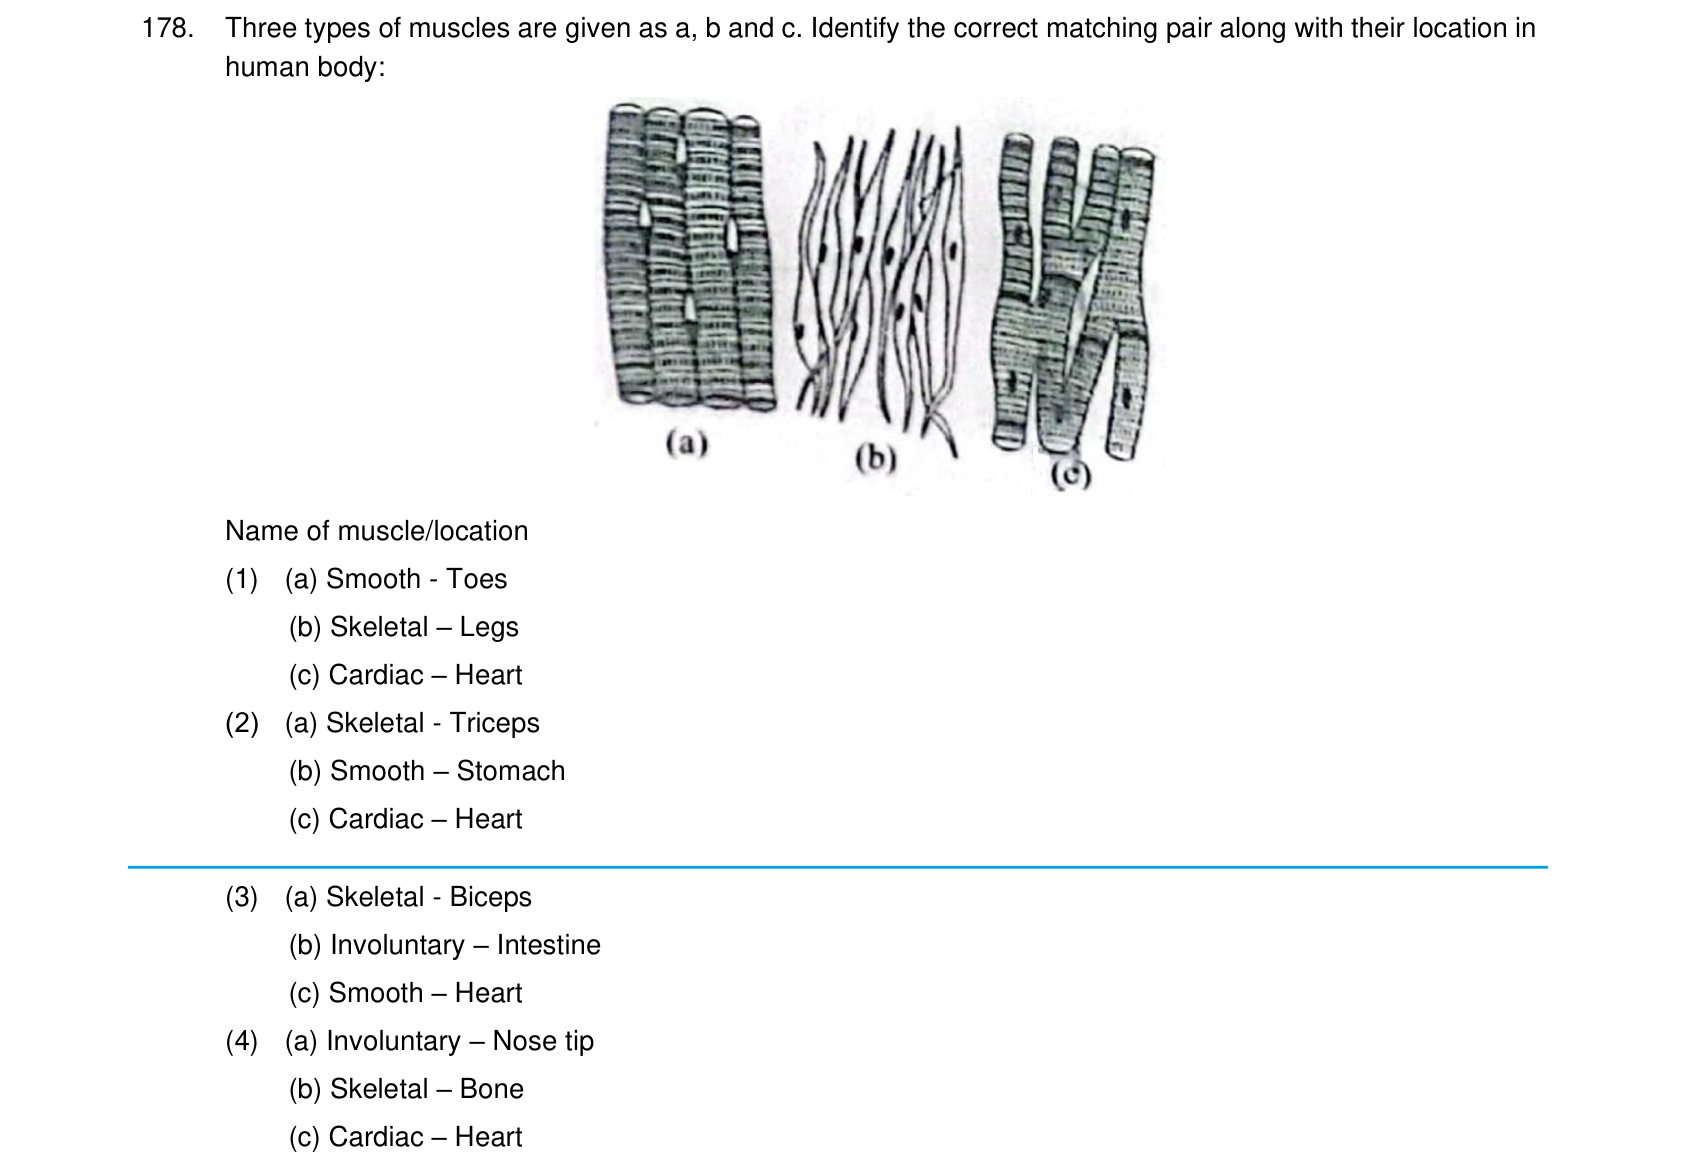 178. Three types of muscles are given as a, b and c. Identify the correct matching pair along with their location in
human body:
(a) (b) (c)
Name of muscle/location
(1) (a) Smooth - Toes
(b) Skeletal – Legs
(c) Cardiac – Heart
(2) (a) Skeletal - Triceps
(b) Smooth – Stomach
(c) Cardiac – Heart
(3) (a) Skeletal - Biceps
(b) Involuntary – Intestine
(c) Smooth – Heart
(4) (a) Involuntary – Nose tip
(b) Skeletal – Bone
(c) Cardiac – Heart